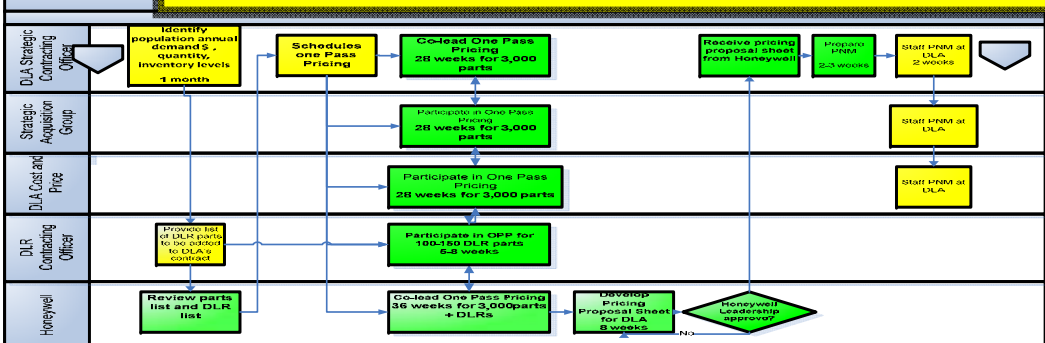 DLA Strategic
Contracting
Officer
Identify
population annual
demand $ ,
quantity,
inventory levels
1 month
Schedules
one Pass
Pricing
Co-lead One Pass
Pricing
28 weeks for 3,000
parts
Receive pricing
proposal sheet
from Honeywell
Prepare
PNM
2-3 weeks
Staff PNM at
DLA
2 weeks
Strategic
Acquisition
Group
Participate in One Pass
Pricing
28 weeks for 3,000
parts
Staff PNM at
DLA
DLA Cost and
Price
Participate in One Pass
Pricing
28 weeks for 3,000 parts
Staff PNM at
DLA
DLR
Contracting
Officer
Provide list
of DLR parts
to be added
to DLA's
contract
Participate in OPP for
100-150 DLR parts
6-8 weeks
Honeywell
Review parts
list and DLR
list
Co-lead One Pass Pricing
36 weeks for 3,000parts
+ DLRs
Develop
Pricing
Proposal Sheet
for DLA
8 weeks
Honeywell
Leadership
approve?
No